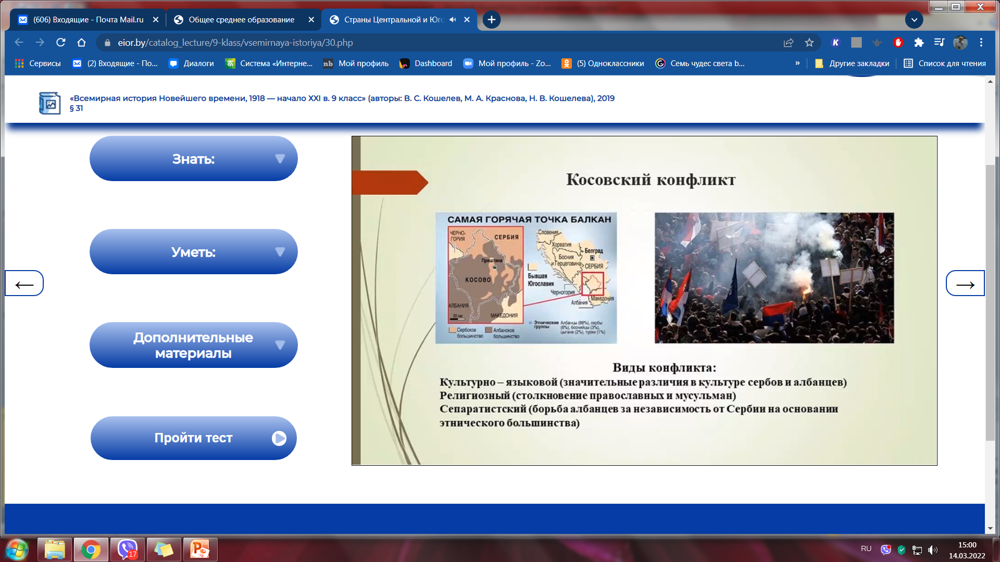 (606) Входящие - Почта Mail.ru
Общее среднее образование
Страны Центральной и Юго
eior.by/catalog_lecture/9-klass/vsemirnaya-istoriya/30.php
Сервисы
(2) Входящие - По...
Диалоги
Система «Интерне...
nb Мой профиль
Dashboard
Мой профиль - Zo...
(5) Одноклассники
Семь чудес света b...
»
Другие закладки
Список для чтения
«Всемирная история Новейшего времени, 1918 — начало XXI в. 9 класс» (авторы: В. С. Кошелев, М. А. Краснова, Н. В. Кошелева), 2019
§ 31
Знать:
Уметь:
Дополнительные
материалы
Пройти тест
←
→
Косовский конфликт
САМАЯ ГОРЯЧАЯ ТОЧКА БАЛКАН
ЧЕРНО-
ГОРИЯ
СЕРБИЯ
Приштина
КОСОВО
АЛБАНИЯ
30 км
МАКЕДОНИЯ
Сербское
большинство
Албанское
большинство
Словения
Хорватия
Босния
и Герцеговина
Белград
СЕРБИЯ
Бывшая
Югославия
Черногория
Албания
Македония
Этнические
группы
Албанцы (88%), сербы
(6%), боснийцы (3%),
цыгане (2%), турки (1%)
Виды конфликта:
Культурно – языковой (значительные различия в культуре сербов и албанцев)
Религиозный (столкновение православных и мусульман)
Сепаратистский (борьба албанцев за независимость от Сербии на основании
этнического большинства)
17
RU
15:00
14.03.2022